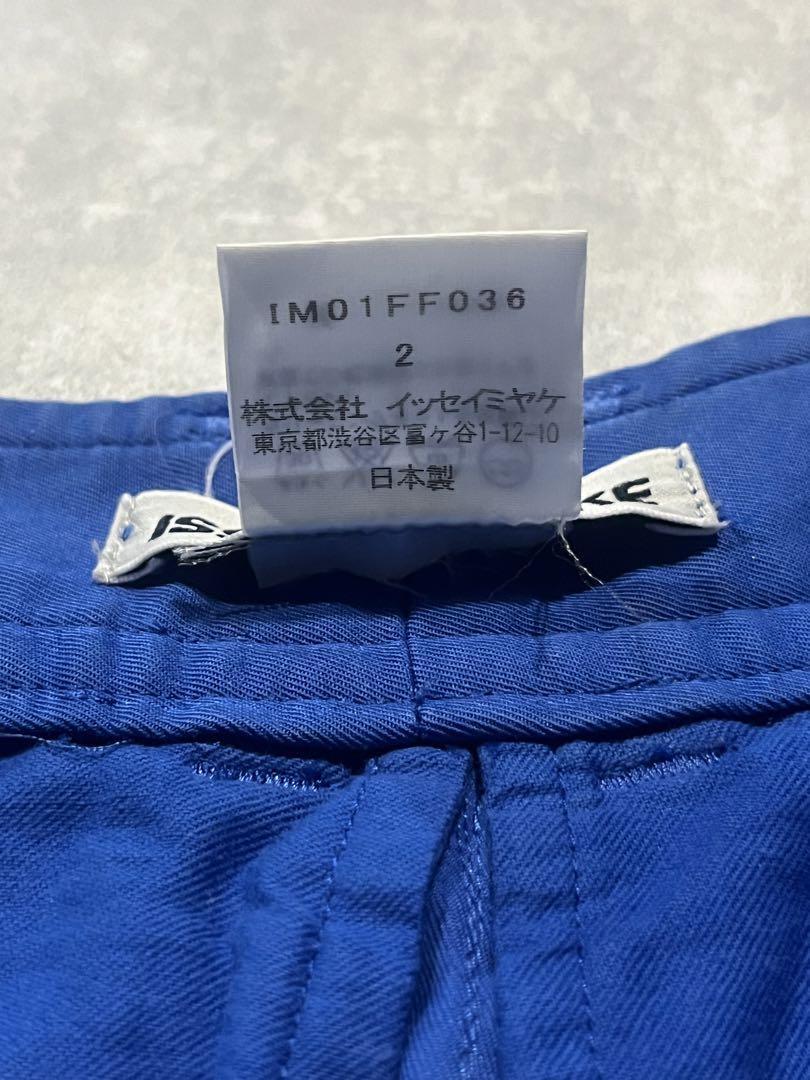 IM01FF036
2
株式会社 イッセイミヤケ
東京都渋谷区富ヶ谷1-12-10
日本製